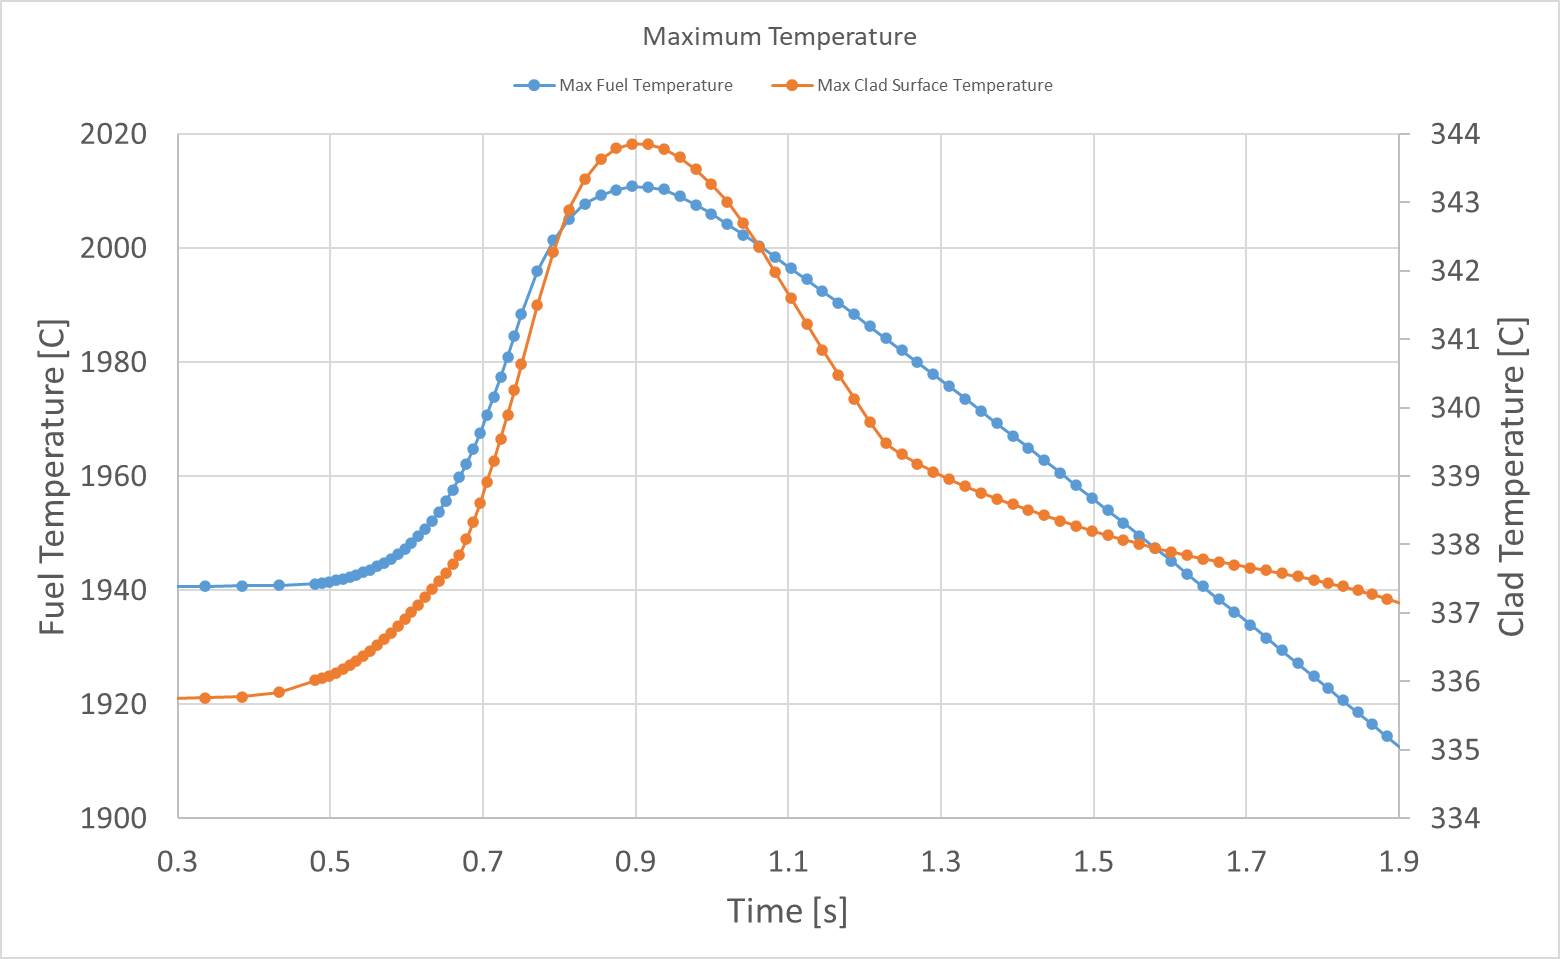 Maximum Temperature
Max Fuel Temperature Max Clad Surface Temperature
2020 344
343
2000
342
1980 341
340
1960 339
338
1940
337
336
1920
335
1900 334
Fuel Temperature [C]
Clad Temperature [C]
0.3 0.5 0.7 0.9 1.1 1.3 1.5 1.7 1.9
Time [s]